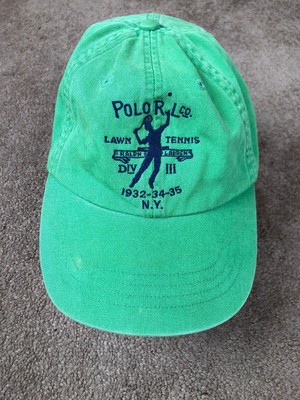 POLO R.L CO.
LAWN TENNIS
DIV III
1932-34-35
N.Y.